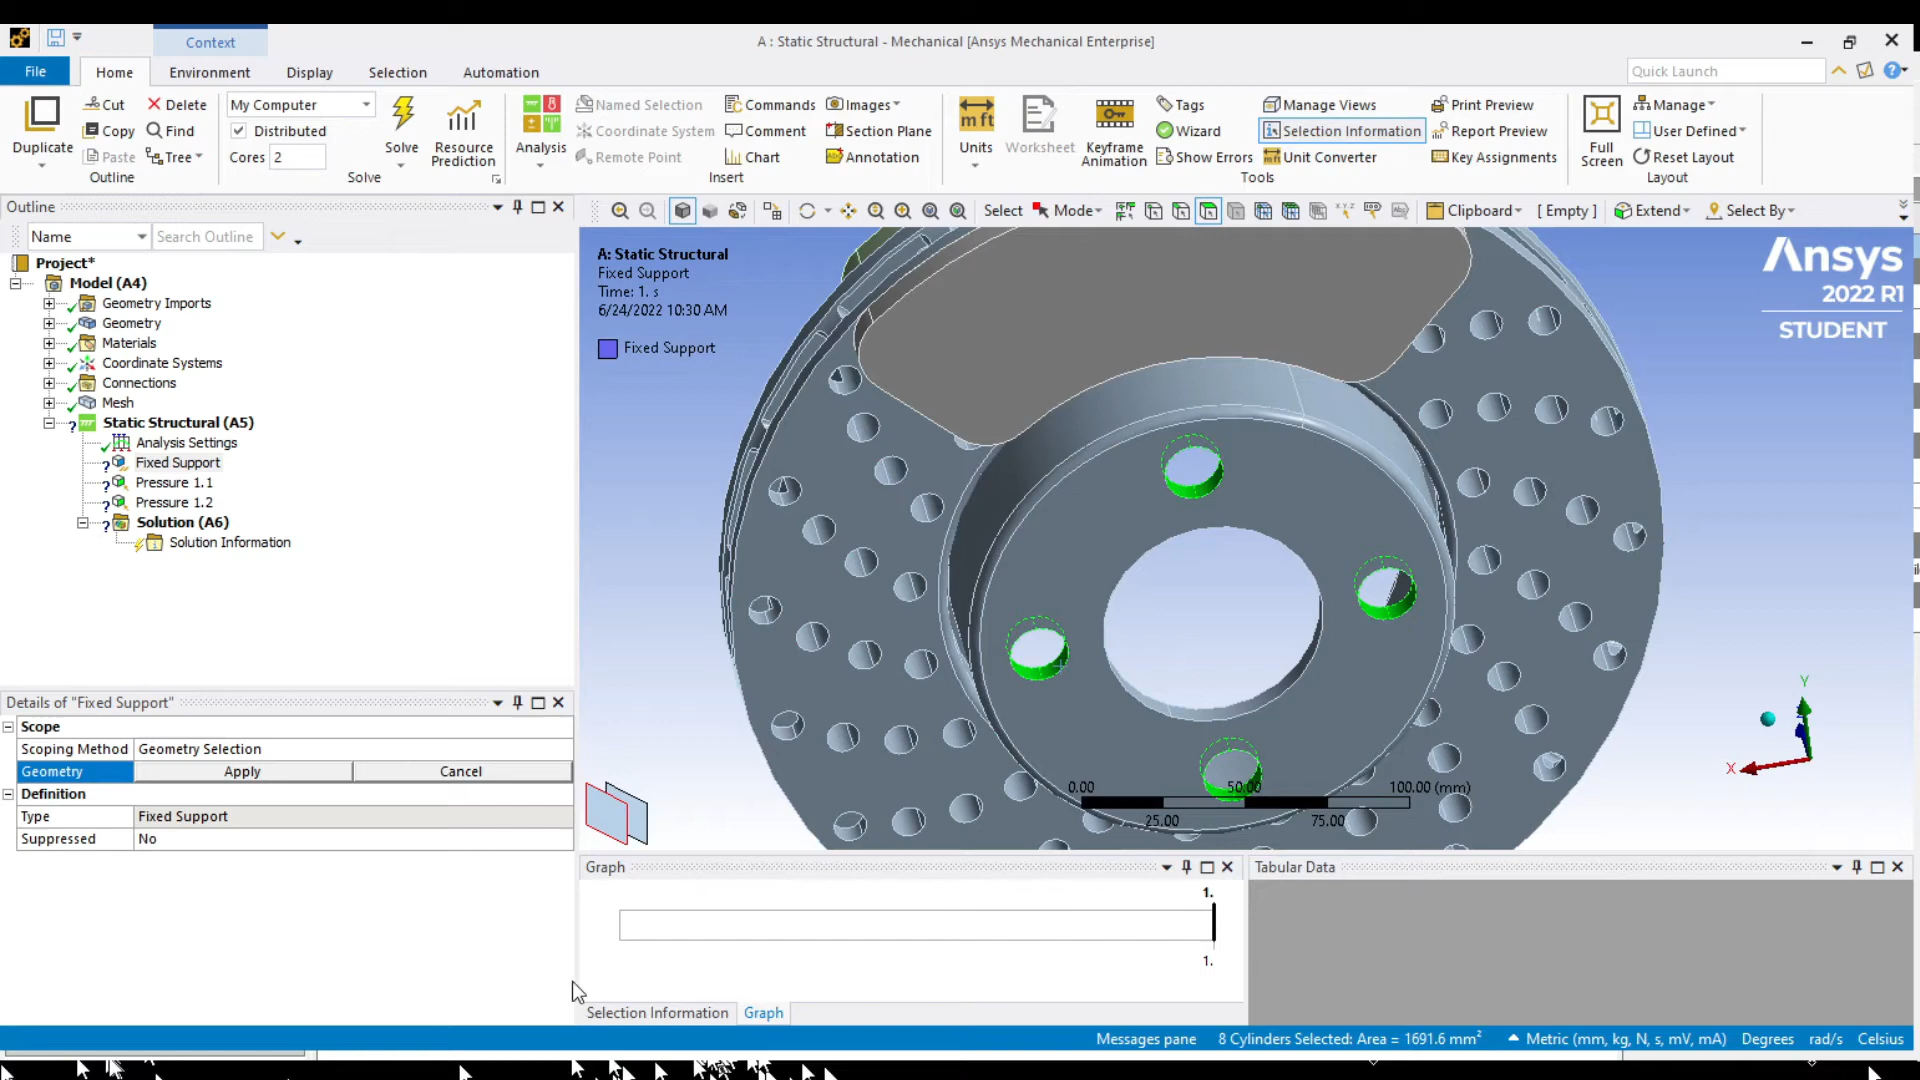 Context
A : Static Structural - Mechanical [Ansys Mechanical Enterprise]
File Home Environment Display Selection Automation
Quick Launch
Duplicate
Cut
Delete
Copy
Find
Paste
Tree
Outline
My Computer
Distributed
Cores 2
Solve
Resource Prediction
Solve
Analysis
Named Selection
Coordinate System
Remote Point
Commands
Comment
Chart
Images
Section Plane
Annotation
Insert
Units
Worksheet
Keyframe Animation
Tags
Wizard
Show Errors
Manage Views
Selection Information
Unit Converter
Print Preview
Report Preview
Key Assignments
Tools
Full Screen
Manage
User Defined
Reset Layout
Layout
Outline
Name
Search Outline
Project*
Model (A4)
Geometry Imports
Geometry
Materials
Coordinate Systems
Connections
Mesh
Static Structural (A5)
Analysis Settings
Fixed Support
Pressure 1.1
Pressure 1.2
Solution (A6)
Solution Information
Select Mode Clipboard [ Empty ] Extend Select By
A: Static Structural
Fixed Support
Time: 1. s
6/24/2022 10:30 AM
Fixed Support
Ansys
2022 R1
STUDENT
Y
X
0.00 50.00 100.00 (mm)
25.00 75.00
Details of "Fixed Support"
Scope
Scoping Method Geometry Selection
Geometry Apply Cancel
Definition
Type Fixed Support
Suppressed No
Graph
1.
1.
Selection Information Graph
Tabular Data
Messages pane 8 Cylinders Selected: Area = 1691.6 mm² Metric (mm, kg, N, s, mV, mA) Degrees rad/s Celsius